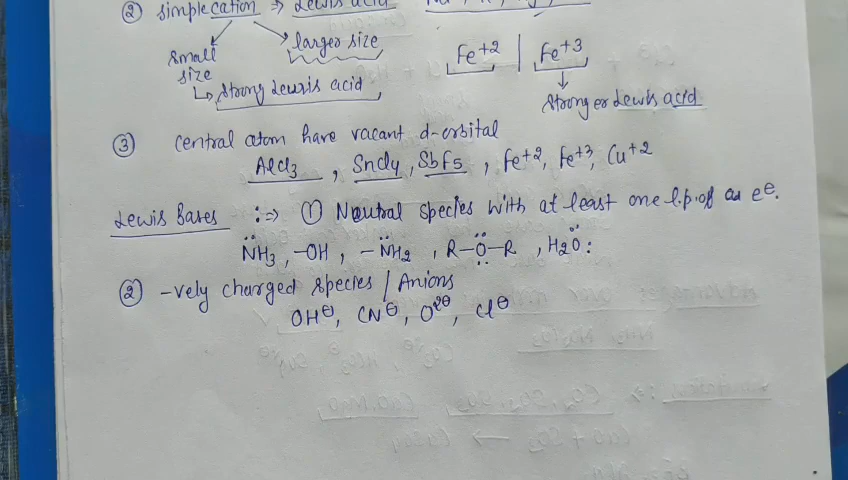 ② simple cation ⇒ Lewis acid
small size
larger size
↳ strong Lewis acid
Fe+2 | Fe+3
stronger Lewis acid
③ central atom have vacant d-orbital
AlCl3, SnCl4, SbF5, Fe+2, Fe+3, Cu+2
Lewis Bases :⇒ ① Neutral species with at least one l.p. of e⊖.
NH3, -OH, -NH2, R-O-R, H2O:
② -vely charged species / Anions
OH⊖, CN⊖, O2⊖, Cl⊖